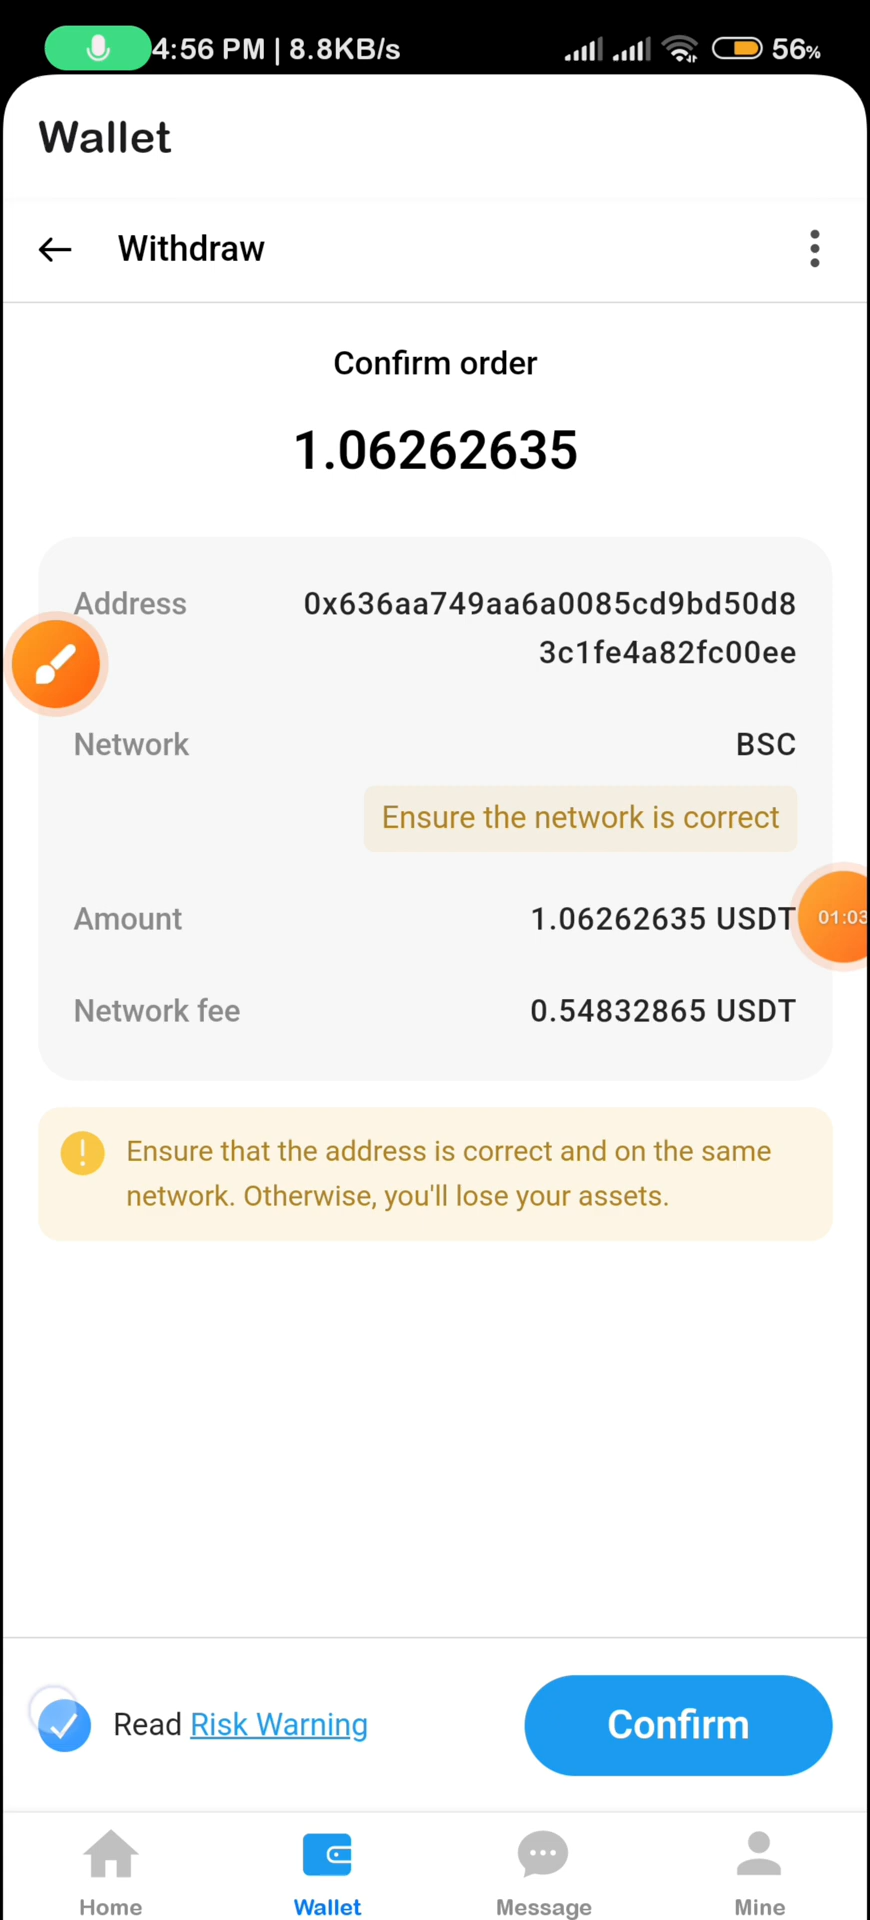 4:56 PM | 8.8KB/s 56%
Wallet
Withdraw
Confirm order
1.06262635
Address 0x636aa749aa6a0085cd9bd50d8
3c1fe4a82fc00ee
Network BSC
Ensure the network is correct
Amount 1.06262635 USDT
01:03
Network fee 0.54832865 USDT
Ensure that the address is correct and on the same
network. Otherwise, you'll lose your assets.
Read Risk Warning Confirm
Home Wallet Message Mine